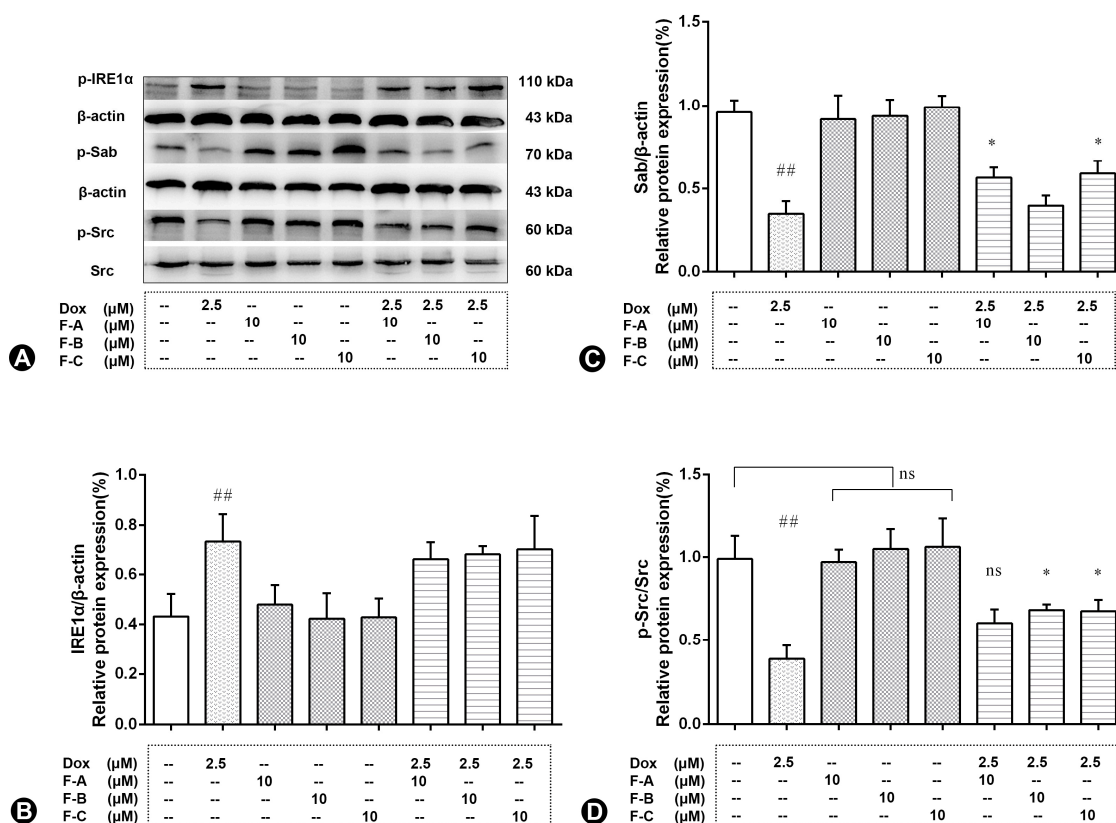 p-IRE1α 110 kDa
β-actin 43 kDa
p-Sab 70 kDa
β-actin 43 kDa
p-Src 60 kDa
Src 60 kDa
Dox (μM) -- 2.5 -- -- -- 2.5 2.5 2.5
F-A (μM) -- -- 10 -- -- 10 -- --
F-B (μM) -- -- -- 10 -- -- 10 --
F-C (μM) -- -- -- -- 10 -- -- 10
A
Sab/β-actin
Relative protein expression(%)
1.5
1.0
0.5
0.0
##
*
*
Dox (μM) -- 2.5 -- -- -- 2.5 2.5 2.5
F-A (μM) -- -- 10 -- -- 10 -- --
F-B (μM) -- -- -- 10 -- -- 10 --
F-C (μM) -- -- -- -- 10 -- -- 10
C
IRE1α/β-actin
Relative protein expression(%)
1.0
0.8
0.6
0.4
0.2
0.0
##
Dox (μM) -- 2.5 -- -- -- 2.5 2.5 2.5
F-A (μM) -- -- 10 -- -- 10 -- --
F-B (μM) -- -- -- 10 -- -- 10 --
F-C (μM) -- -- -- -- 10 -- -- 10
B
p-Src/Src
Relative protein expression(%)
1.5
1.0
0.5
0.0
ns
##
ns
*
*
Dox (μM) -- 2.5 -- -- -- 2.5 2.5 2.5
F-A (μM) -- -- 10 -- -- 10 -- --
F-B (μM) -- -- -- 10 -- -- 10 --
F-C (μM) -- -- -- -- 10 -- -- 10
D